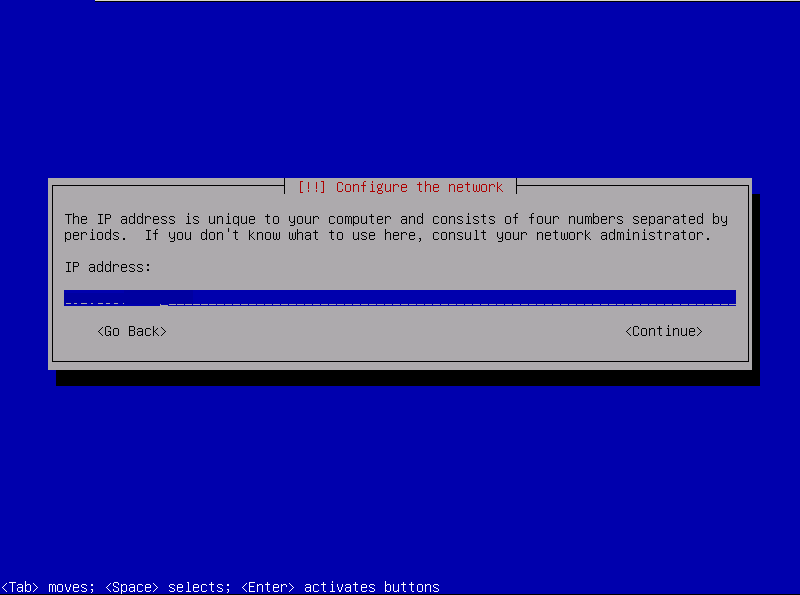 [!!] Configure the network
The IP address is unique to your computer and consists of four numbers separated by
periods.  If you don't know what to use here, consult your network administrator.
IP address:
<Go Back> <Continue>
<Tab> moves; <Space> selects; <Enter> activates buttons